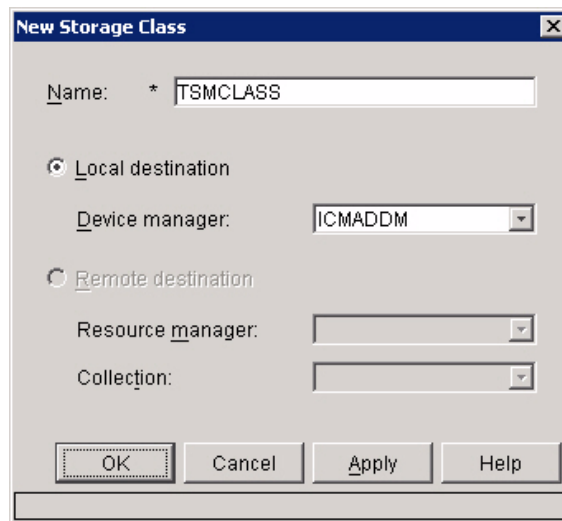 New Storage Class
Name: * TSMCLASS
Local destination
Device manager: ICMADDM
Remote destination
Resource manager:
Collection:
OK Cancel Apply Help